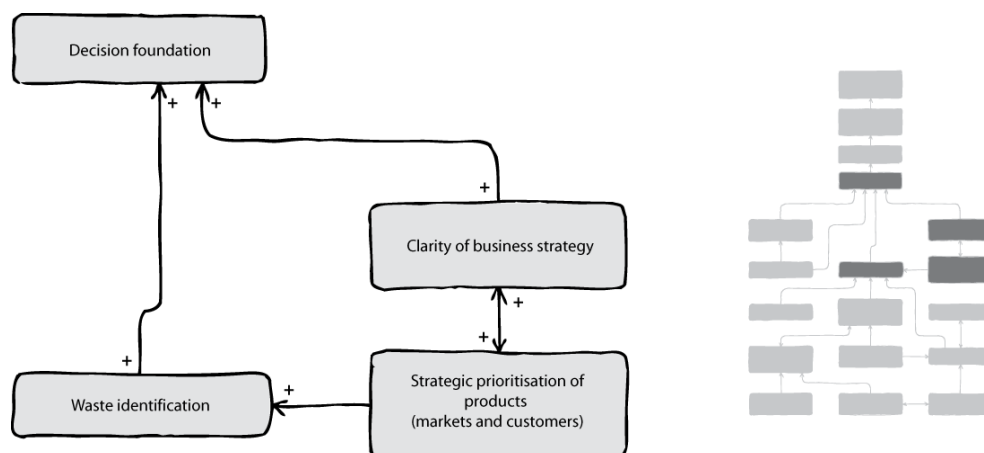 Decision foundation
+ +
+
Clarity of business strategy
+
+
Strategic prioritisation of
products
(markets and customers)
+
+
Waste identification